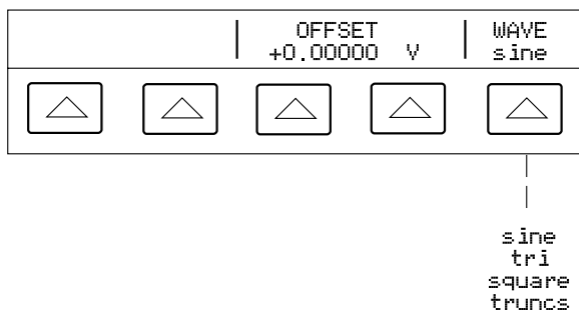 OFFSET
+0.00000 V
WAVE
sine
sine
tri
square
truncs